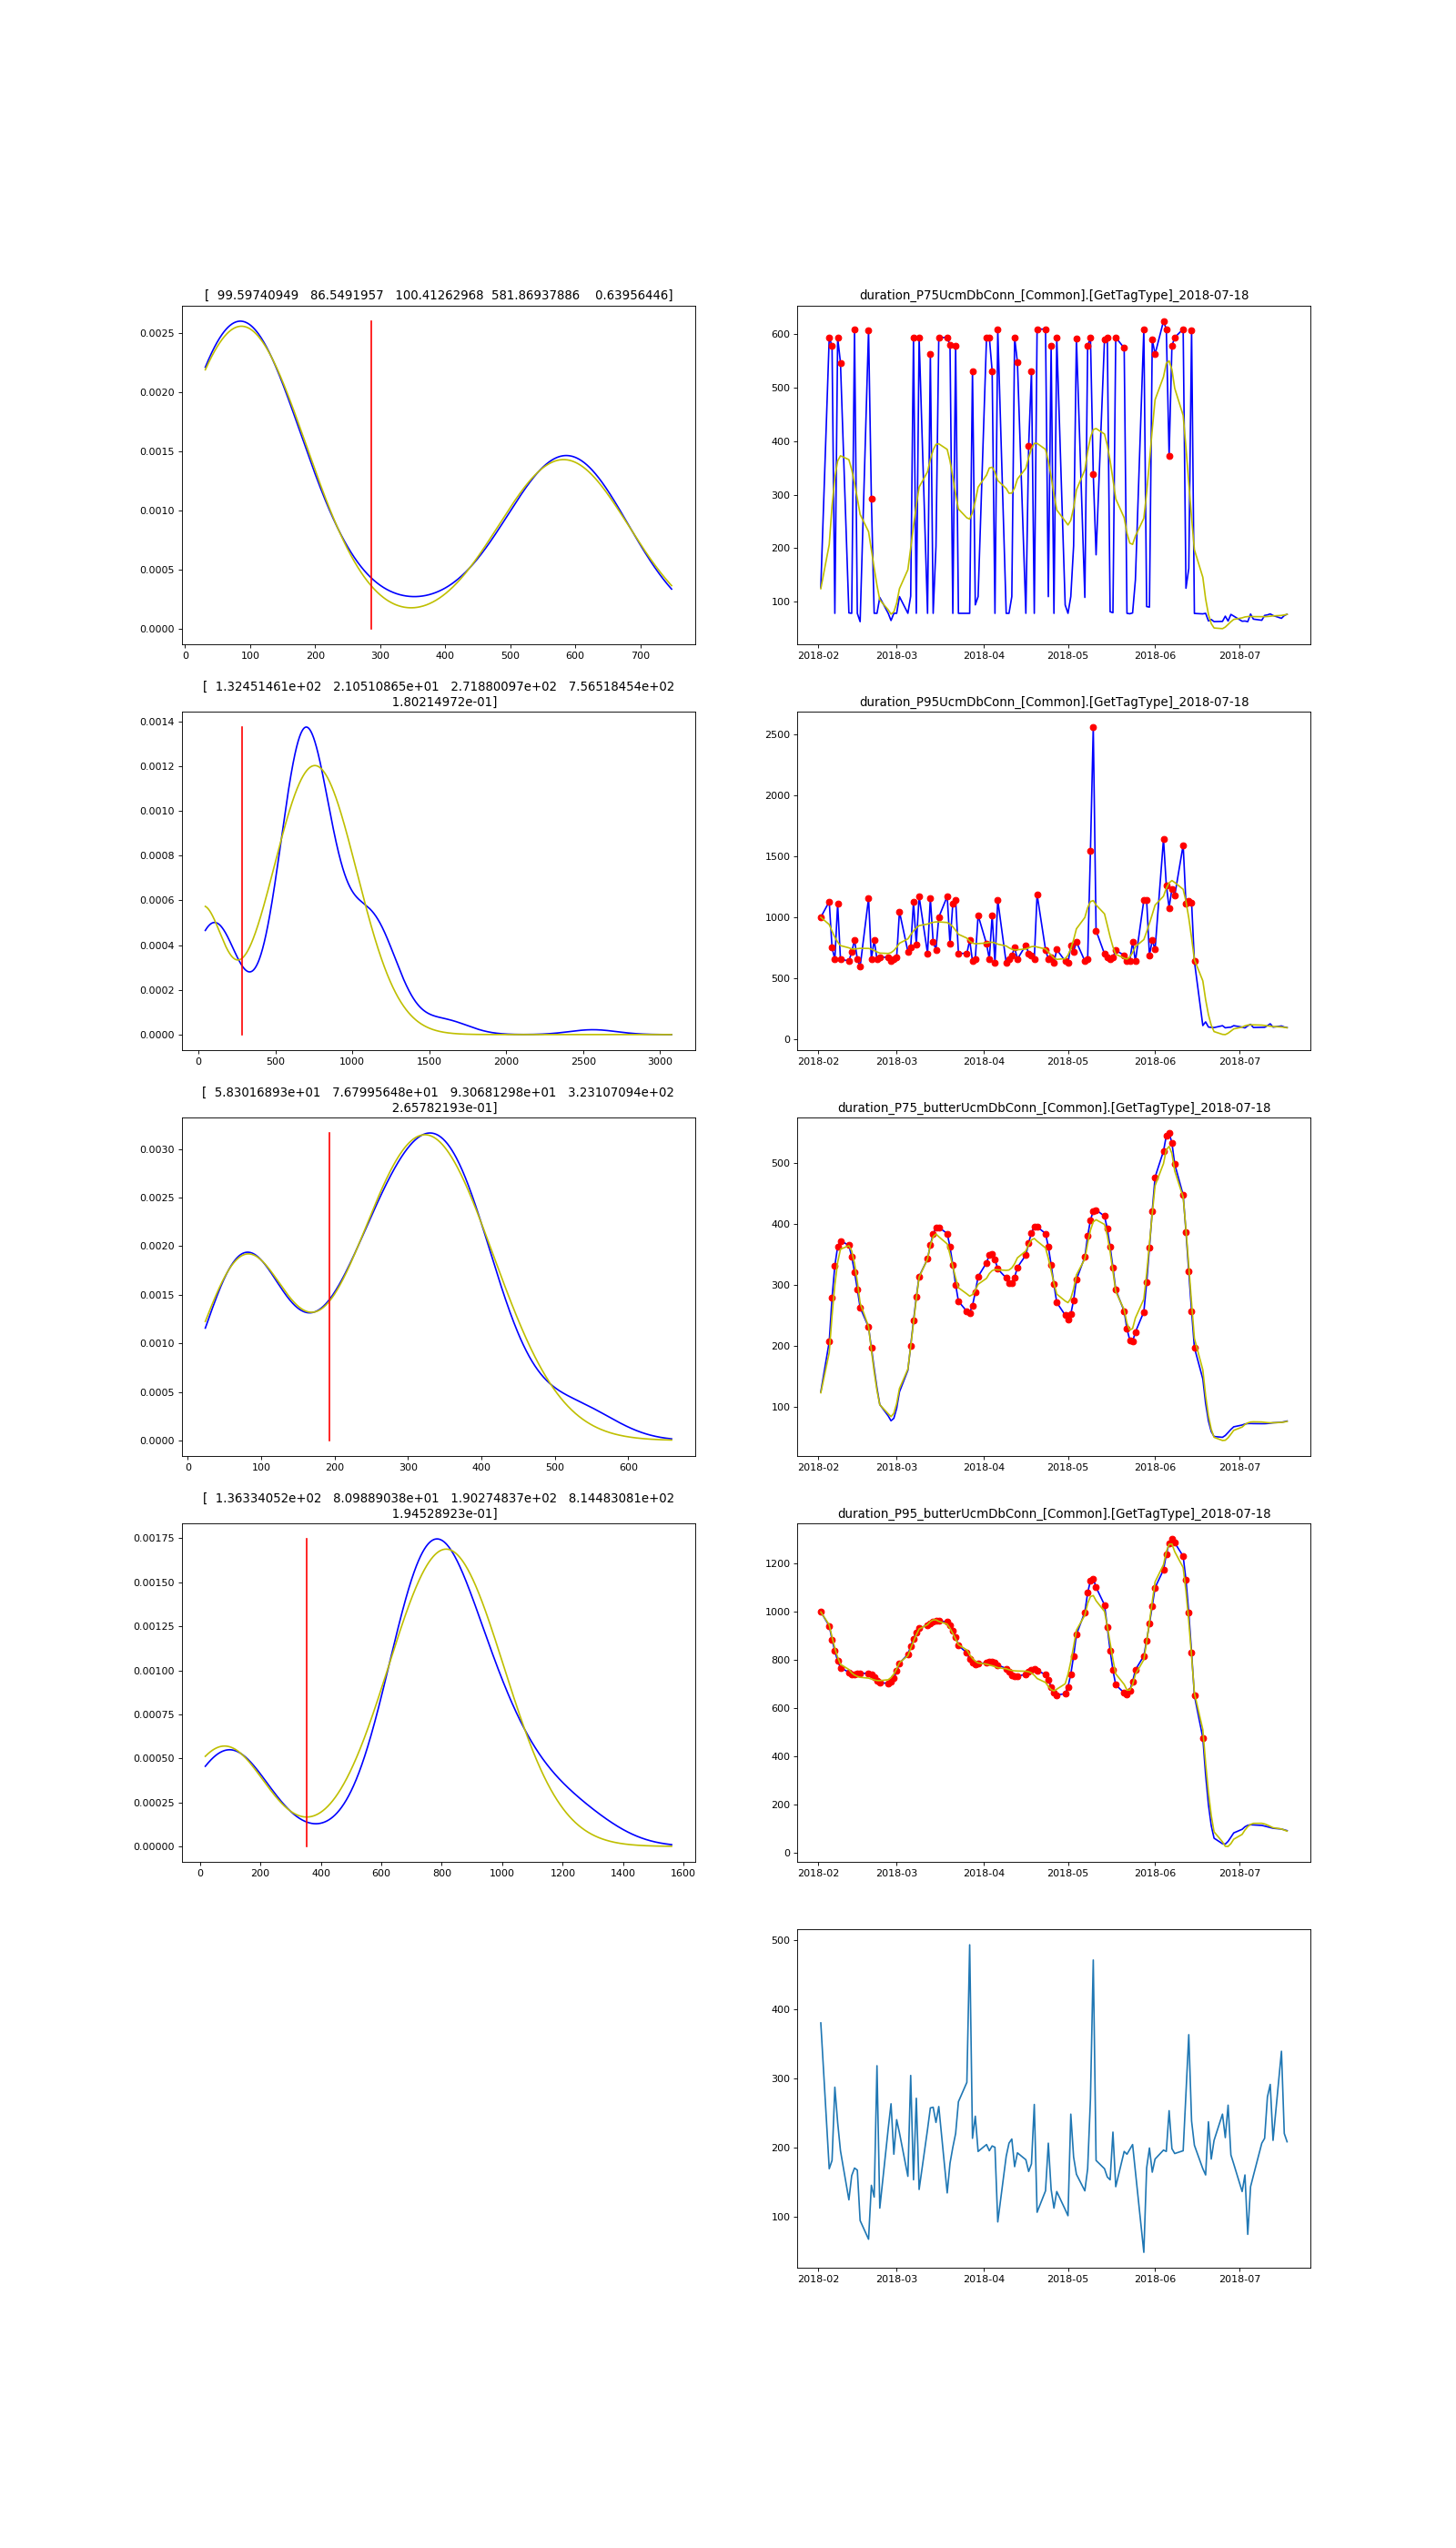 [  99.59740949   86.5491957   100.41262968  581.86937886    0.63956446]
0.0025
0.0020
0.0015
0.0010
0.0005
0.0000
0 100 200 300 400 500 600 700
duration_P75UcmDbConn_[Common].[GetTagType]_2018-07-18
600
500
400
300
200
100
2018-02 2018-03 2018-04 2018-05 2018-06 2018-07
[  1.32451461e+02   2.10510865e+01   2.71880097e+02   7.56518454e+02
1.80214972e-01]
0.0014
0.0012
0.0010
0.0008
0.0006
0.0004
0.0002
0.0000
0 500 1000 1500 2000 2500 3000
duration_P95UcmDbConn_[Common].[GetTagType]_2018-07-18
2500
2000
1500
1000
500
0
2018-02 2018-03 2018-04 2018-05 2018-06 2018-07
[  5.83016893e+01   7.67995648e+01   9.30681298e+01   3.23107094e+02
2.65782193e-01]
0.0030
0.0025
0.0020
0.0015
0.0010
0.0005
0.0000
0 100 200 300 400 500 600
duration_P75_butterUcmDbConn_[Common].[GetTagType]_2018-07-18
500
400
300
200
100
2018-02 2018-03 2018-04 2018-05 2018-06 2018-07
[  1.36334052e+02   8.09889038e+01   1.90274837e+02   8.14483081e+02
1.94528923e-01]
0.00175
0.00150
0.00125
0.00100
0.00075
0.00050
0.00025
0.00000
0 200 400 600 800 1000 1200 1400 1600
duration_P95_butterUcmDbConn_[Common].[GetTagType]_2018-07-18
1200
1000
800
600
400
200
0
2018-02 2018-03 2018-04 2018-05 2018-06 2018-07
500
400
300
200
100
2018-02 2018-03 2018-04 2018-05 2018-06 2018-07